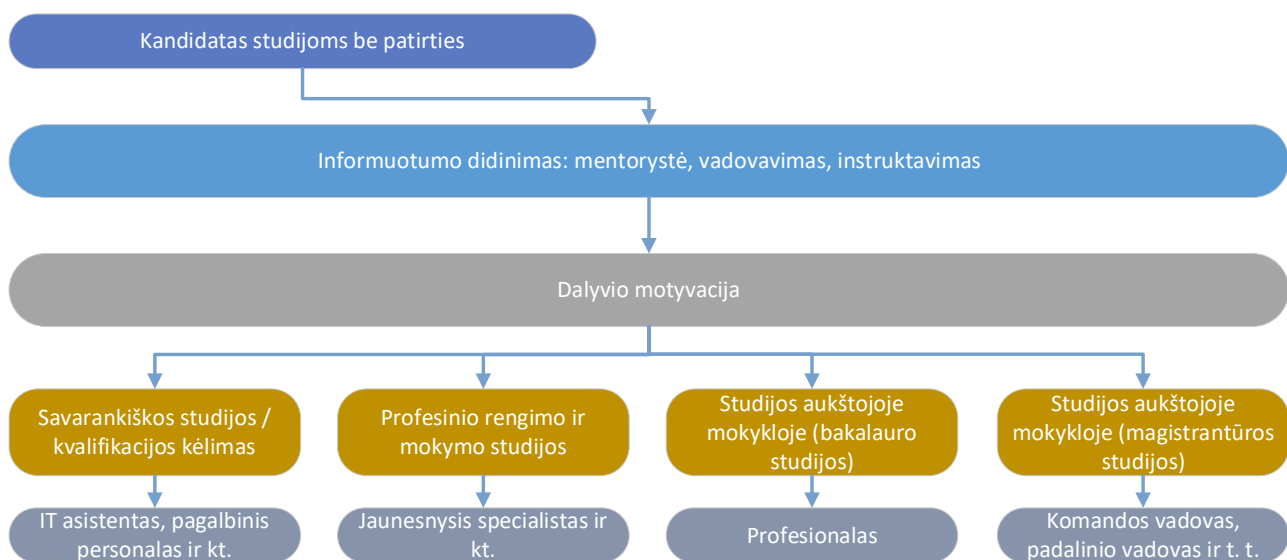 Kandidatas studijoms be patirties
Informuotumo didinimas: mentorystė, vadovavimas, instruktavimas
Dalyvio motyvacija
Savarankiškos studijos /
kvalifikacijos kėlimas
Profesinio rengimo ir
mokymo studijos
Studijos aukštojoje
mokykloje (bakalauro
studijos)
Studijos aukštojoje
mokykloje (magistrantūros
studijos)
IT asistentas, pagalbinis
personalas ir kt.
Jaunesnysis specialistas ir
kt.
Profesionalas
Komandos vadovas,
padalinio vadovas ir t. t.